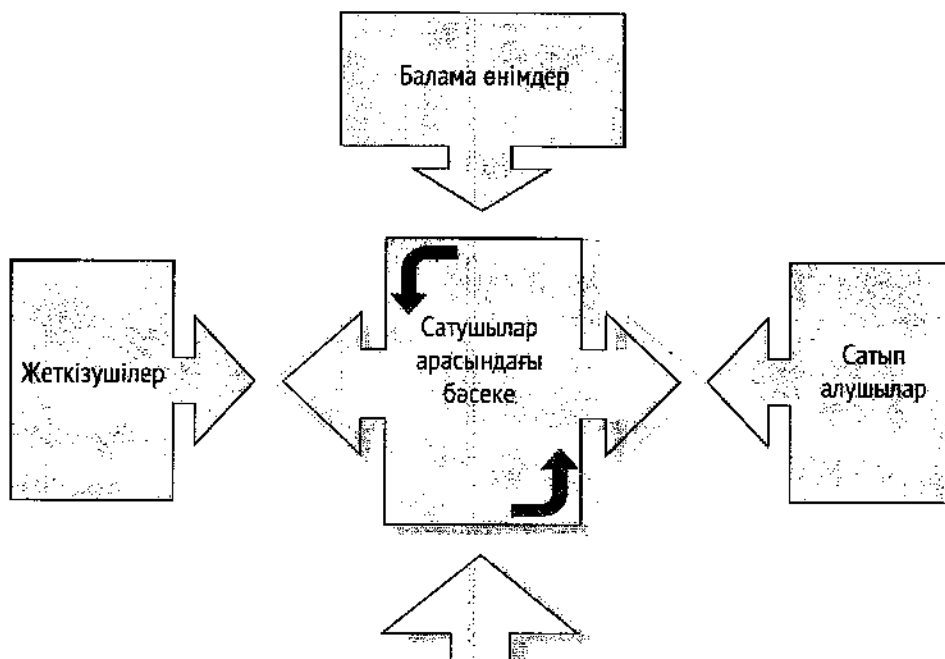 Балама өнімдер
Жеткізушілер
Сатушылар
арасындағы
бәсеке
Сатып
алушылар